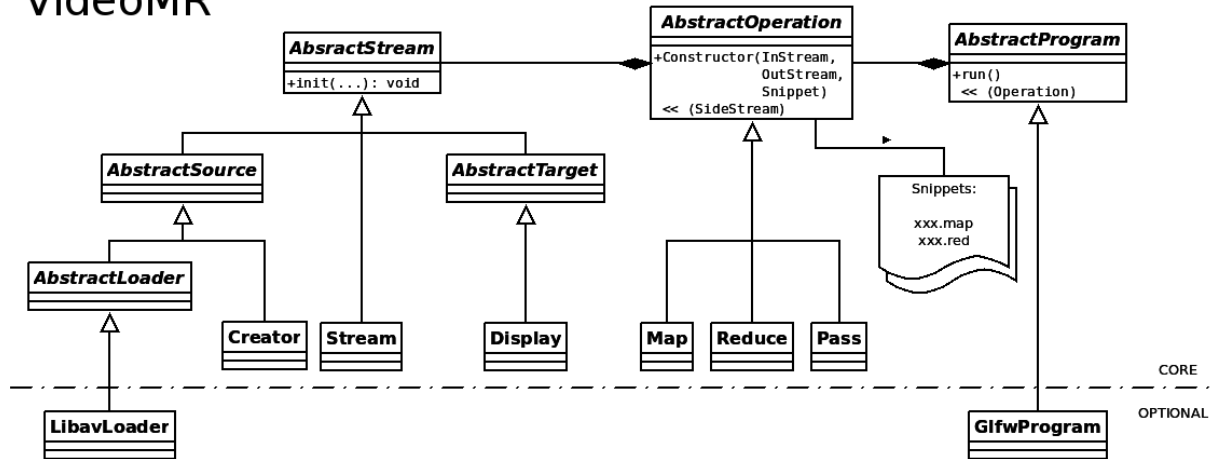 VideoMR
AbsractStream
+init(...): void
AbstractOperation
+Constructor(InStream,
OutStream,
Snippet)
<< (SideStream)
AbstractProgram
+run()
<< (Operation)
AbstractSource
AbstractTarget
Snippets:
xxx.map
xxx.red
AbstractLoader
Creator
Stream
Display
Map
Reduce
Pass
CORE
OPTIONAL
LibavLoader
GlfwProgram